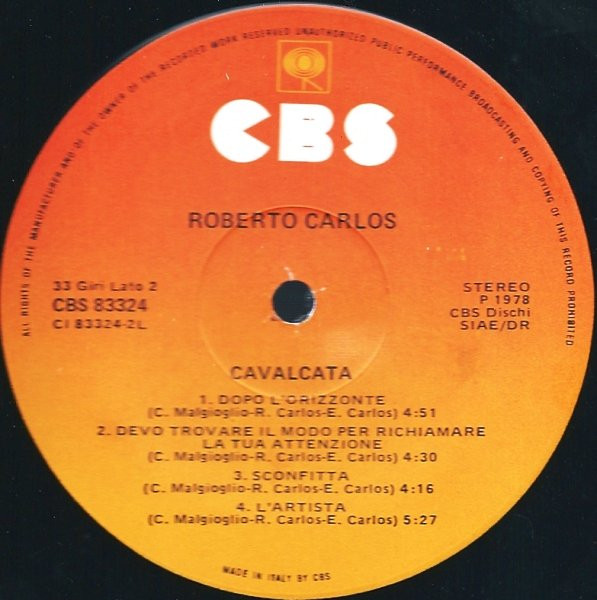 ALL RIGHTS OF THE MANUFACTURER AND OF THE OWNER OF THE RECORDED WORK RESERVED UNAUTHORIZED PUBLIC PERFORMANCE BROADCASTING AND COPYING OF THIS RECORD PROHIBITED
CBS
ROBERTO CARLOS
33 Giri Lato 2
CBS 83324
CI 83324-2L
STEREO
P 1978
CBS Dischi
SIAE/DR
CAVALCATA
1. DOPO L'ORIZZONTE
(C. Malgioglio-R. Carlos-E. Carlos) 4:51
2. DEVO TROVARE IL MODO PER RICHIAMARE
LA TUA ATTENZIONE
(C. Malgioglio-R. Carlos-E. Carlos) 4:30
3. SCONFITTA
(C. Malgioglio-R. Carlos-E. Carlos) 4:16
4. L'ARTISTA
(C. Malgioglio-R. Carlos-E. Carlos) 5:27
MADE IN ITALY BY CBS